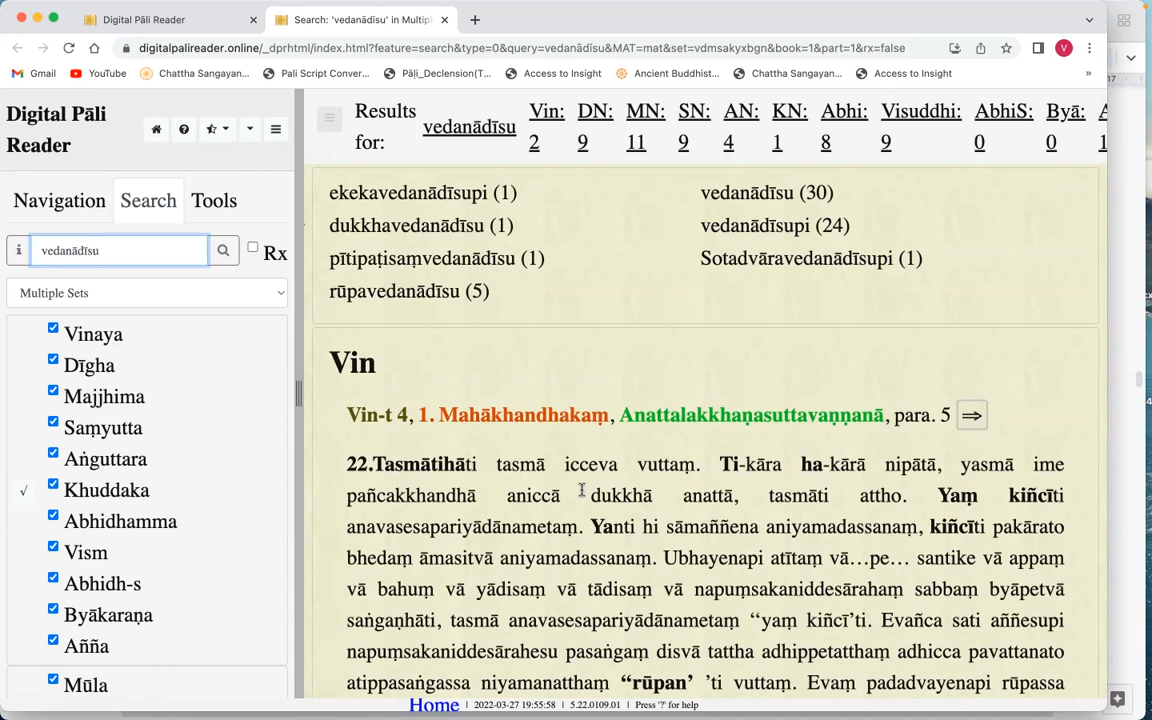 Digital Pāli Reader
Search: 'vedanādisu' in Multip
digitalpalireader.online/_dprhtml/index.html?feature=search&type=0&query=vedanādīsu&MAT=mat&set=vdmsakyxbgn&book=1&part=1&rx=false
V
Gmail YouTube Chattha Sangayan... Pali Script Conver... Pāḷi_Declension(T... Access to Insight Ancient Buddhist... Chattha Sangayan... Access to Insight »
Digital Pāli
Reader
Navigation Search Tools
vedanādīsu Rx
Multiple Sets
Vinaya
Dīgha
Majjhima
Saṃyutta
Aṅguttara
√ Khuddaka
Abhidhamma
Vism
Abhidh-s
Byākaraṇa
Añña
Mūla
Results
for:
vedanādīsu
Vin: DN: MN: SN: AN: KN: Abhi: Visuddhi: AbhiS: Byā:
2 9 11 9 4 1 8 9 0 0 1
ekekavedanādīsupi (1) vedanādīsu (30)
dukkhavedanādīsu (1) vedanādīsupi (24)
pītipaṭisaṃvedanādīsu (1) Sotadvāravedanādīsupi (1)
rūpavedanādīsu (5)
Vin
Vin-t 4, 1. Mahākhandhakaṃ, Anattalakkhaṇasuttavaṇṇanā, para. 5 ⇒
22.Tasmātihāti tasmā icceva vuttaṃ. Ti-kāra ha-kārā nipātā, yasmā ime
pañcakkhandhā aniccā dukkhā anattā, tasmāti attho. Yaṃ kiñcīti
anavasesapariyādānametaṃ. Yanti hi sāmaññena aniyamadassanaṃ, kiñcīti pakārato
bhedaṃ āmasitvā aniyamadassanaṃ. Ubhayenapi atītaṃ vā…pe… santike vā appaṃ
vā bahuṃ vā yādisaṃ vā tādisaṃ vā napuṃsakaniddesārahaṃ sabbaṃ byāpetvā
saṅgaṇhāti, tasmā anavasesapariyādānametaṃ ‘‘yaṃ kiñci’ti. Evañca sati aññesupi
napuṃsakaniddesārahesu pasaṅgaṃ disvā tattha adhippetatthaṃ adhicca pavattanato
atippasaṅgassa niyamanatthaṃ “rūpan’ ’ti vuttaṃ. Evaṃ padadvayenapi rūpassa
Home | 2022-03-27 19:55:58 | 5.22.0109.01 | Press '?' for help